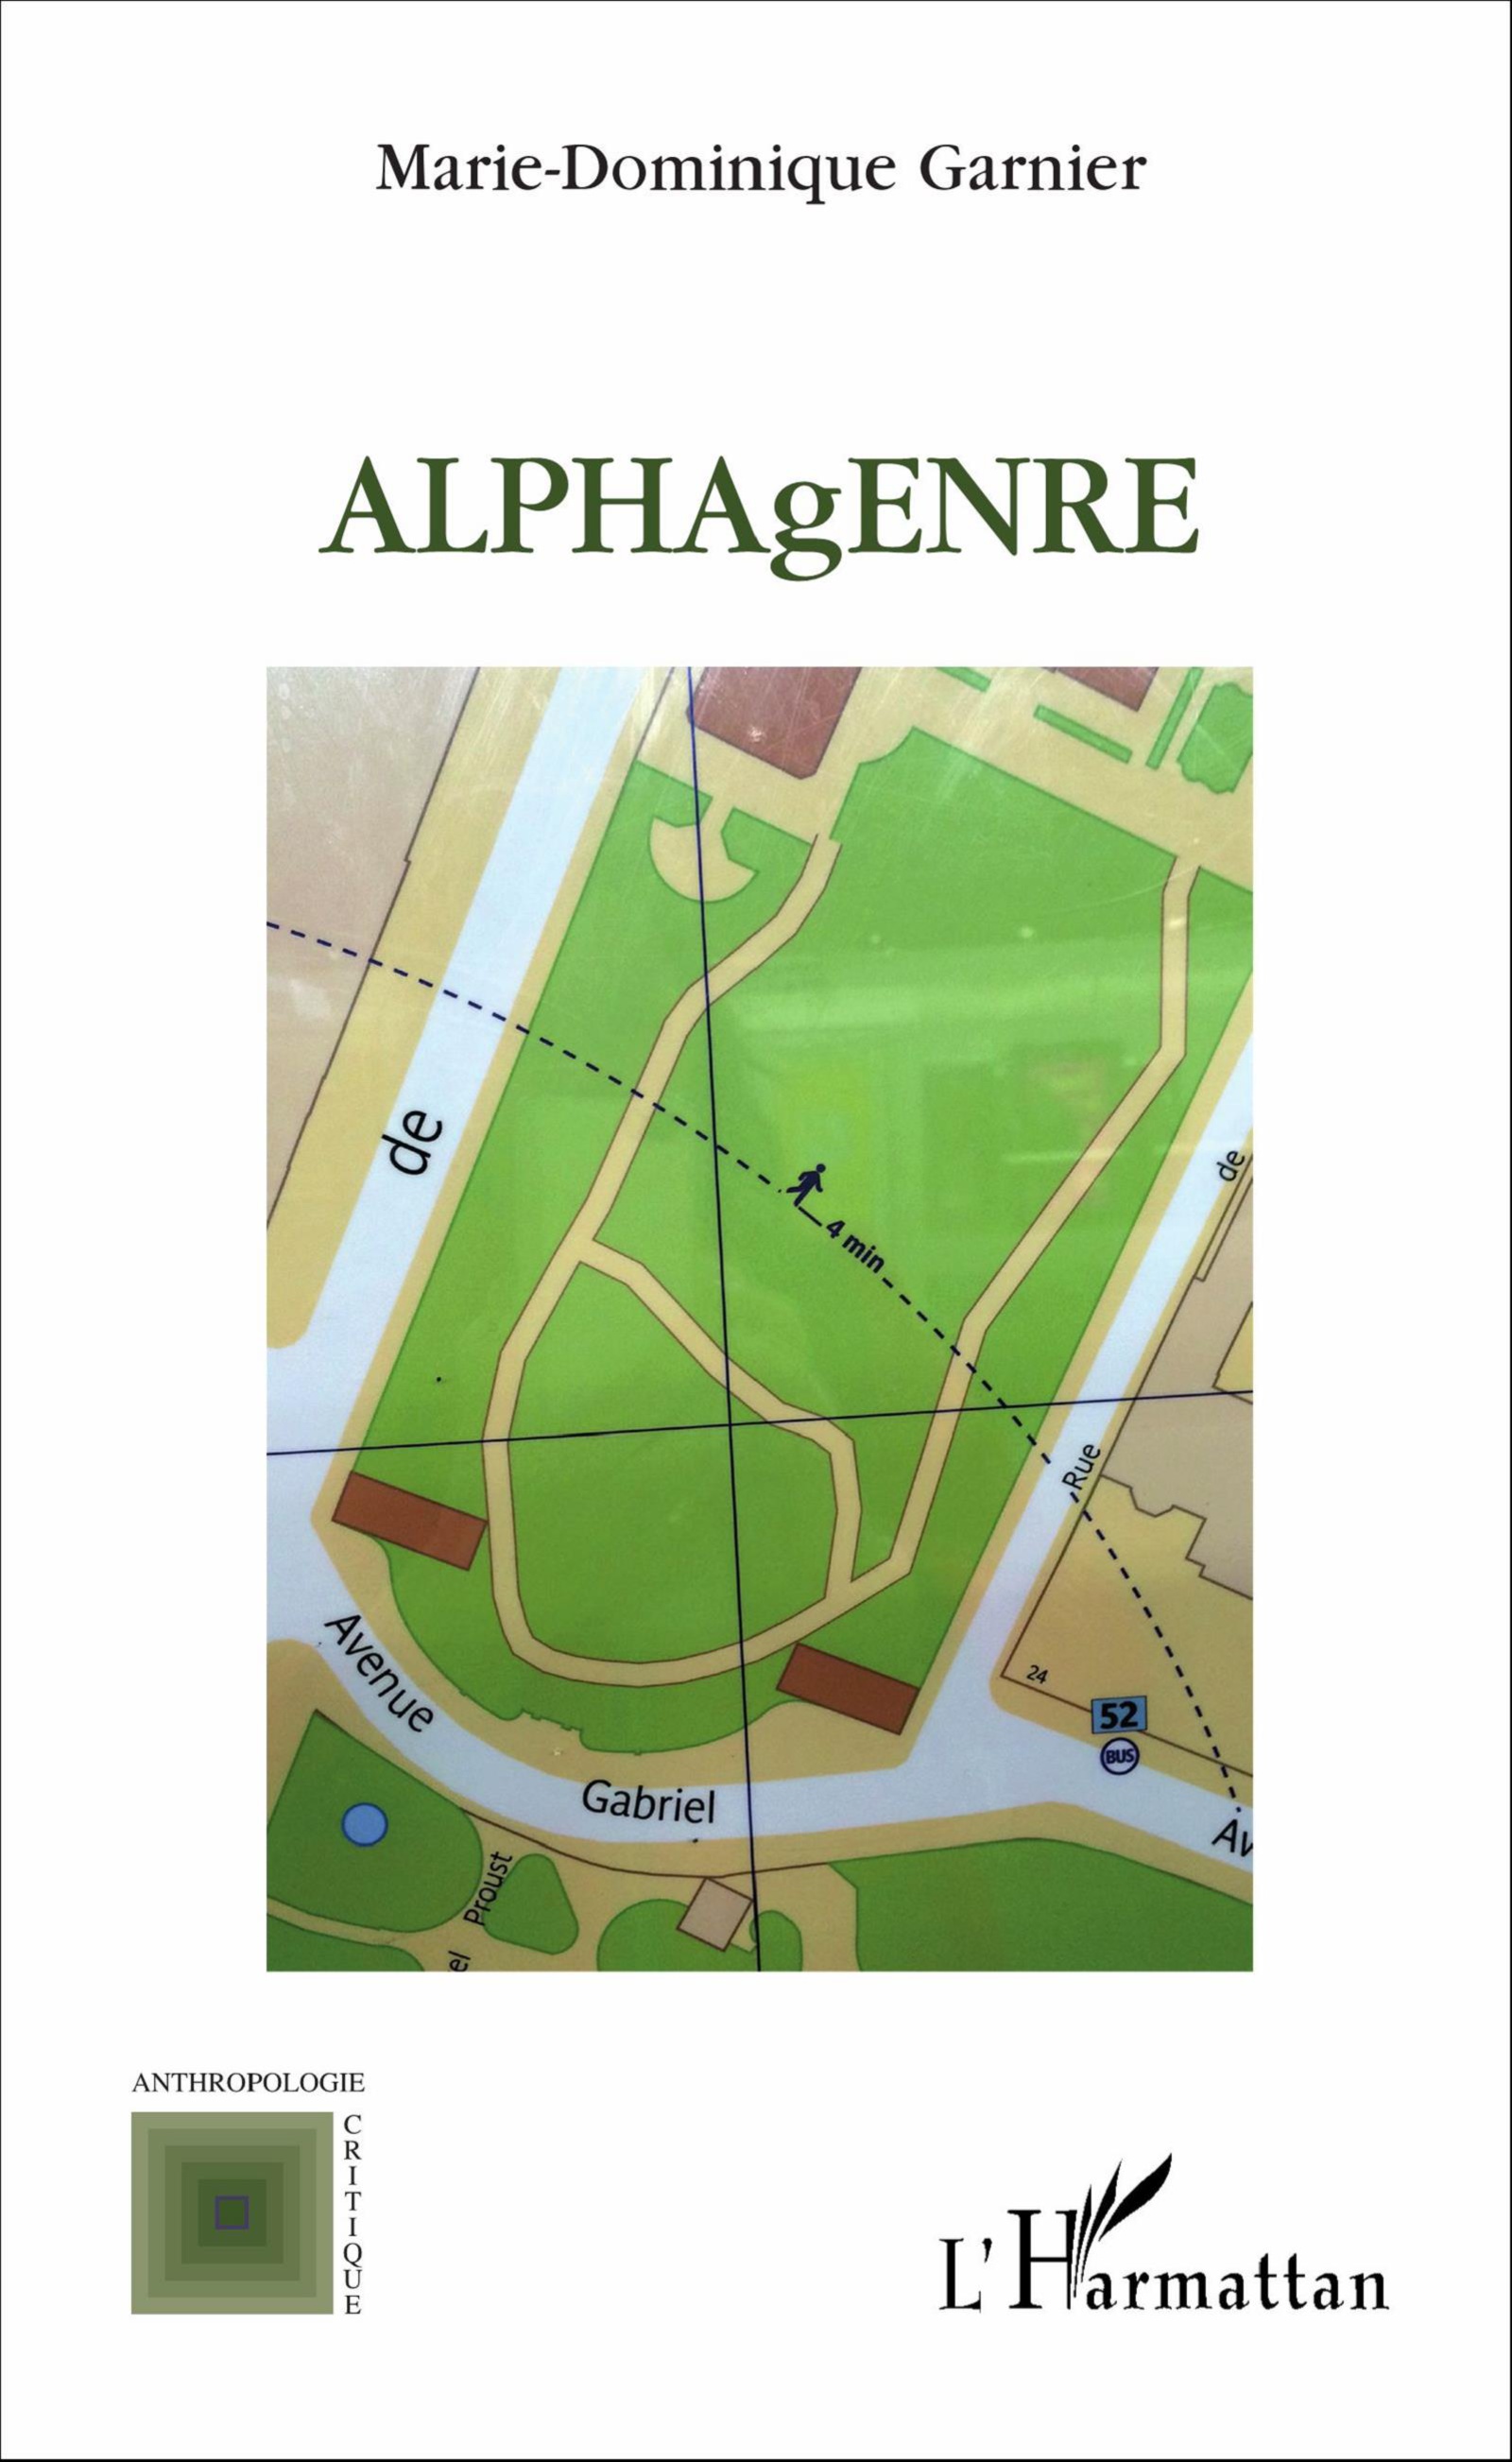 Marie-Dominique Garnier
ALPHAgENRE
de
4 min
de
Rue
24
52
BUS
Avenue
Gabriel
Av
Proust
el
ANTHROPOLOGIE
CRITIQUE
L'Harmattan